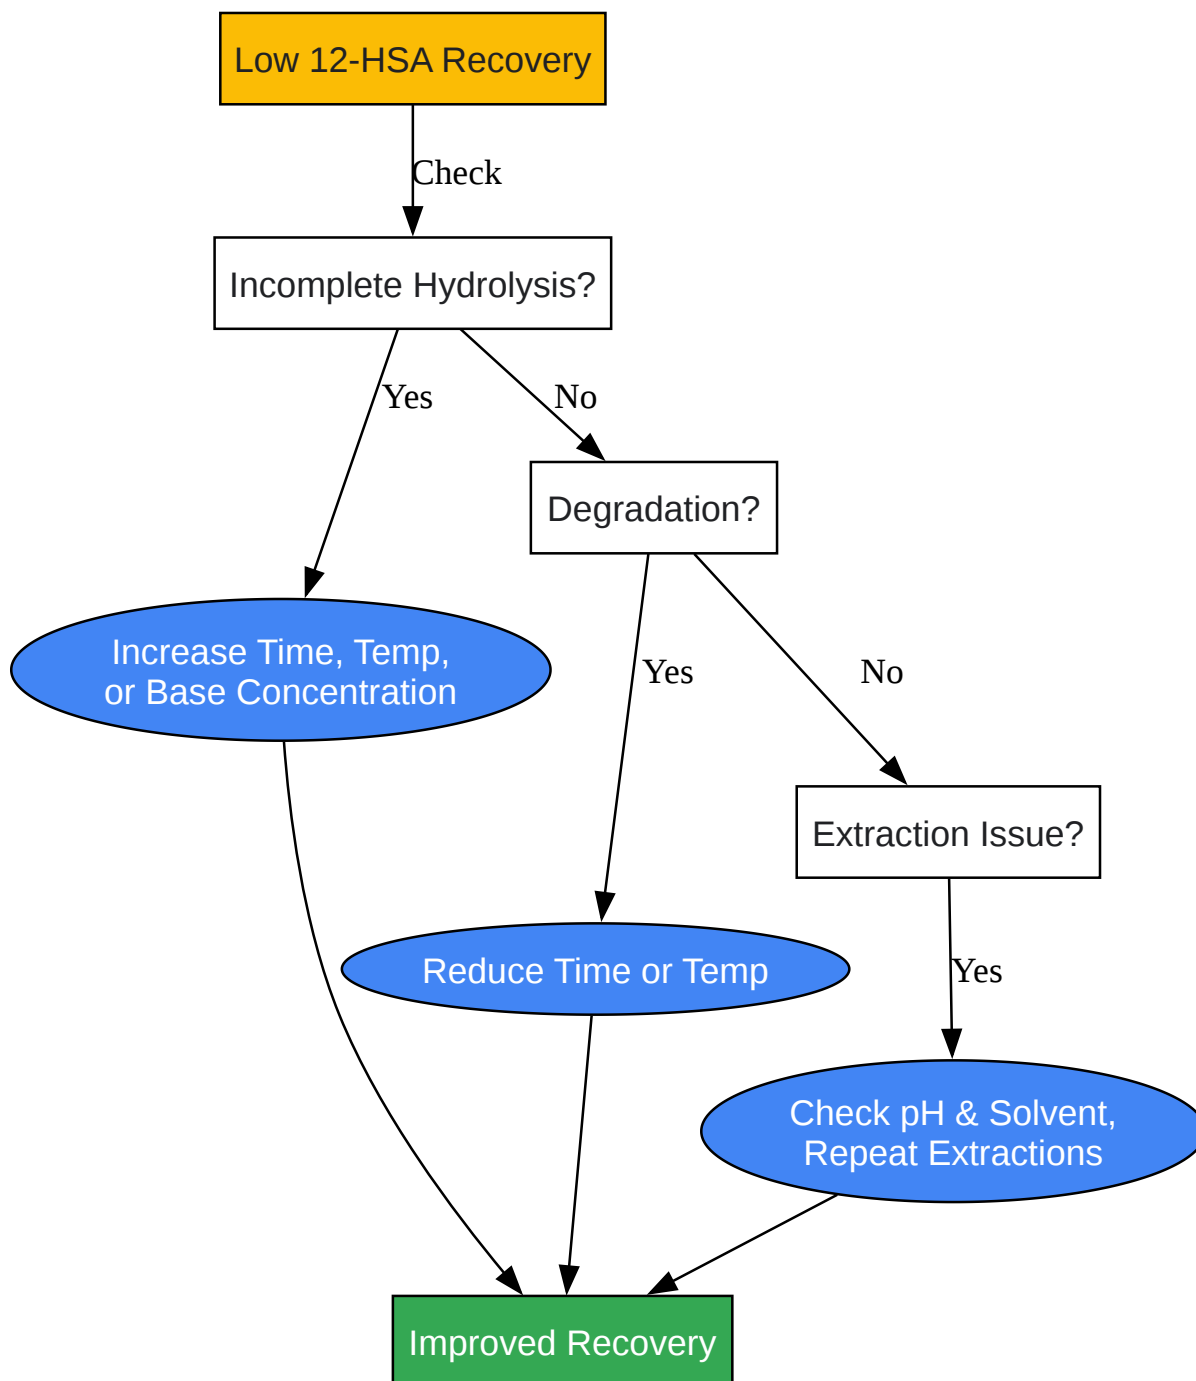 Low 12-HSA Recovery
Check
Incomplete Hydrolysis?
Yes
No
Degradation?
Increase Time, Temp,
or Base Concentration
Yes
No
Extraction Issue?
Reduce Time or Temp
Yes
Check pH & Solvent,
Repeat Extractions
Improved Recovery